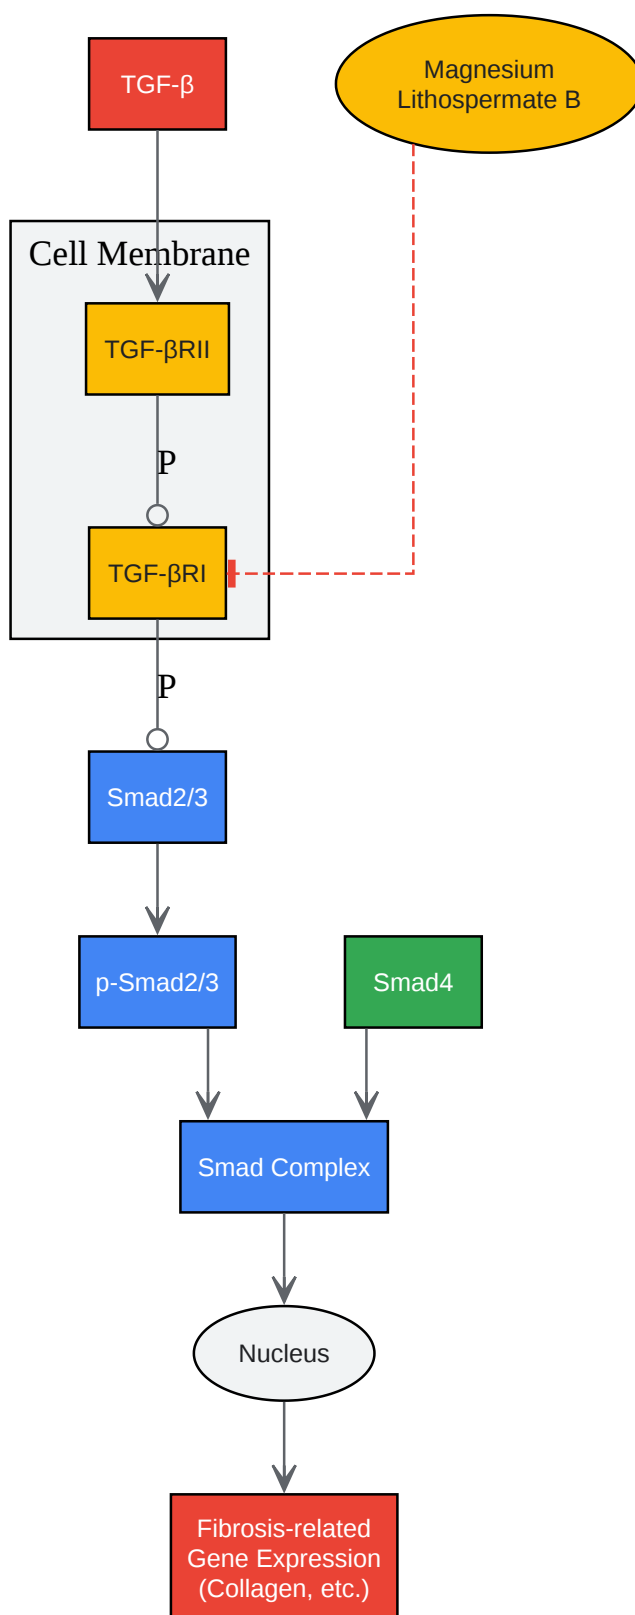 TGF-β
Magnesium
Lithospermate B
Cell Membrane
TGF-βRII
P
TGF-βRI
P
Smad2/3
p-Smad2/3
Smad4
Smad Complex
Nucleus
Fibrosis-related
Gene Expression
(Collagen, etc.)